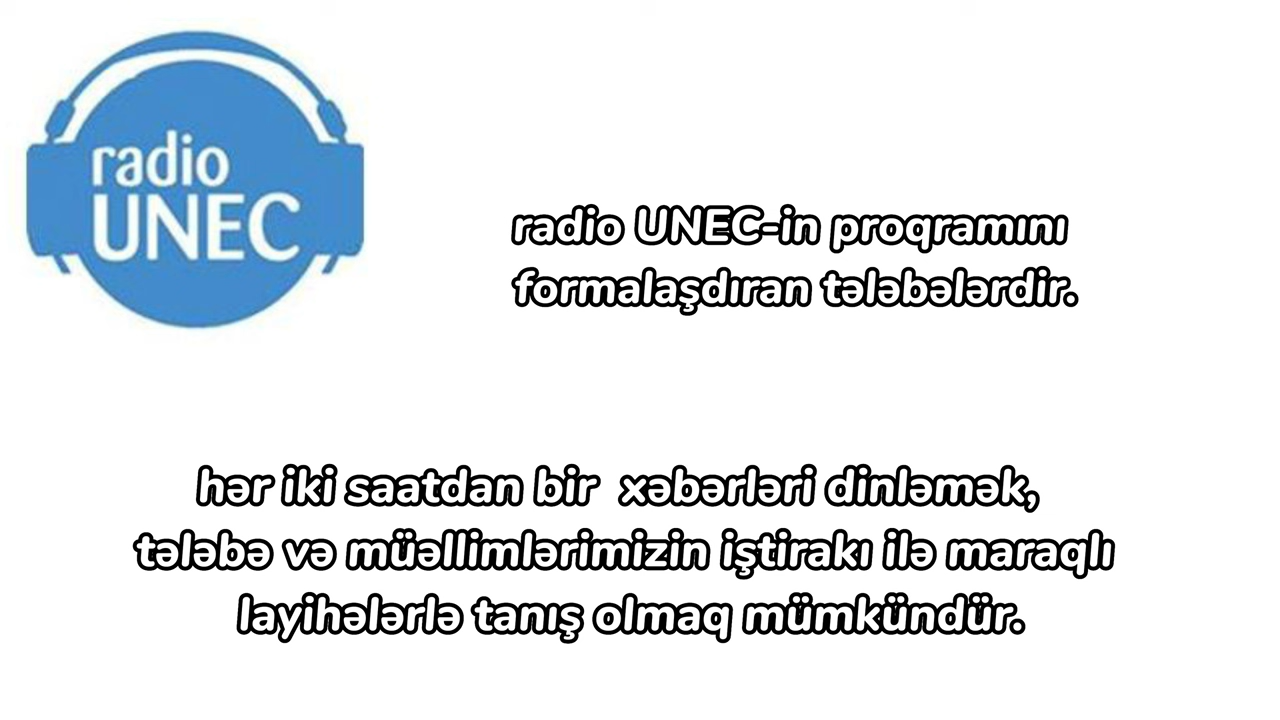 radio
UNEC
radio UNEC-in proqramını
formalaşdıran tələbələrdir.
hər iki saatdan bir  xəbərləri dinləmək,
tələbə və müəllimlərimizin iştirakı ilə maraqlı
layihələrlə tanış olmaq mümkündür.